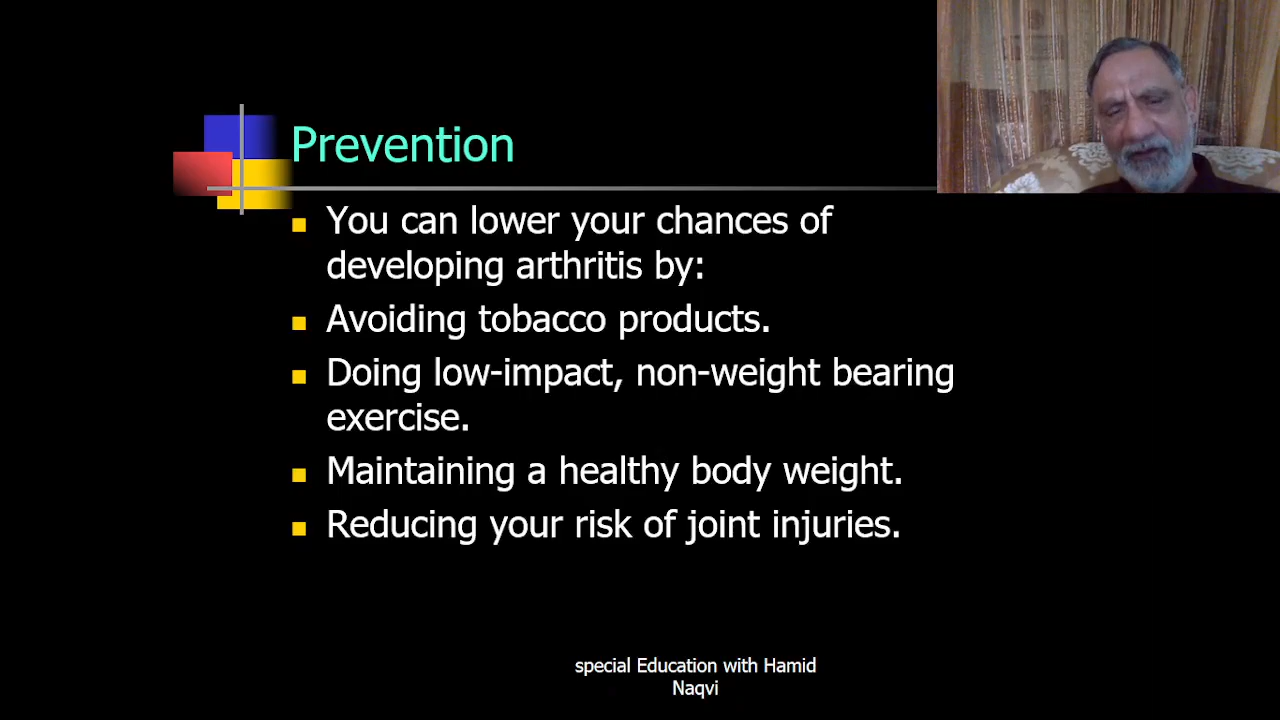 Prevention
You can lower your chances of
developing arthritis by:
Avoiding tobacco products.
Doing low-impact, non-weight bearing
exercise.
Maintaining a healthy body weight.
Reducing your risk of joint injuries.
special Education with Hamid
Naqvi